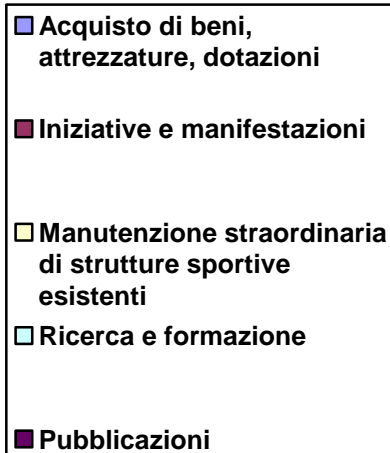 Acquisto di beni,
attrezzature, dotazioni
Iniziative e manifestazioni
Manutenzione straordinaria
di strutture sportive
esistenti
Ricerca e formazione
Pubblicazioni